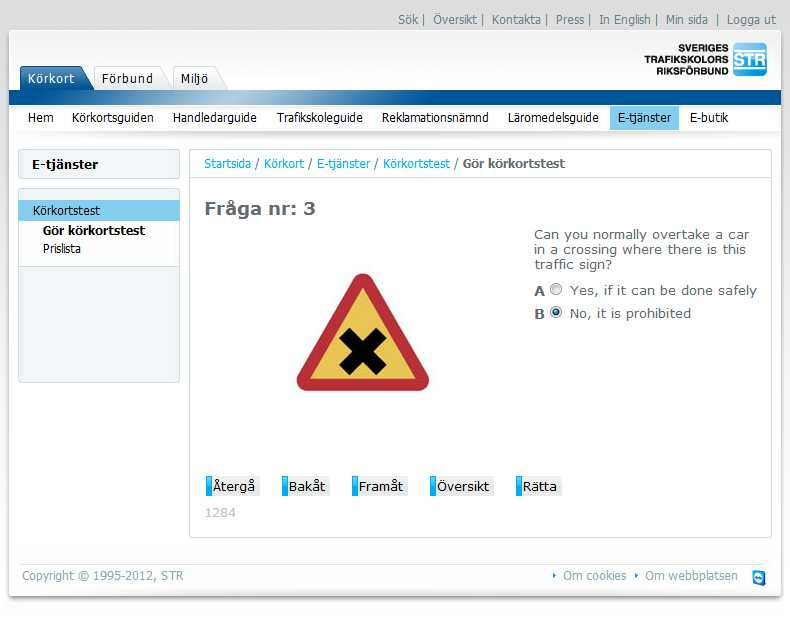 Sök | Översikt | Kontakta | Press | In English | Min sida | Logga ut
SVERIGES
TRAFIKSKOLORS
RIKSFÖRBUND
STR
Körkort Förbund Miljö
Hem Körkortsguiden Handledarguide Trafikskoleguide Reklamationsnämnd Läromedelsguide E-tjänster E-butik
E-tjänster
Körkortstest
Gör körkortstest
Prislista
Startsida / Körkort / E-tjänster / Körkortstest / Gör körkortstest
Fråga nr: 3
Can you normally overtake a car
in a crossing where there is this
traffic sign?
A Yes, if it can be done safely
B No, it is prohibited
Återgå Bakåt Framåt Översikt Rätta
1284
Copyright © 1995-2012, STR
Om cookies Om webbplatsen